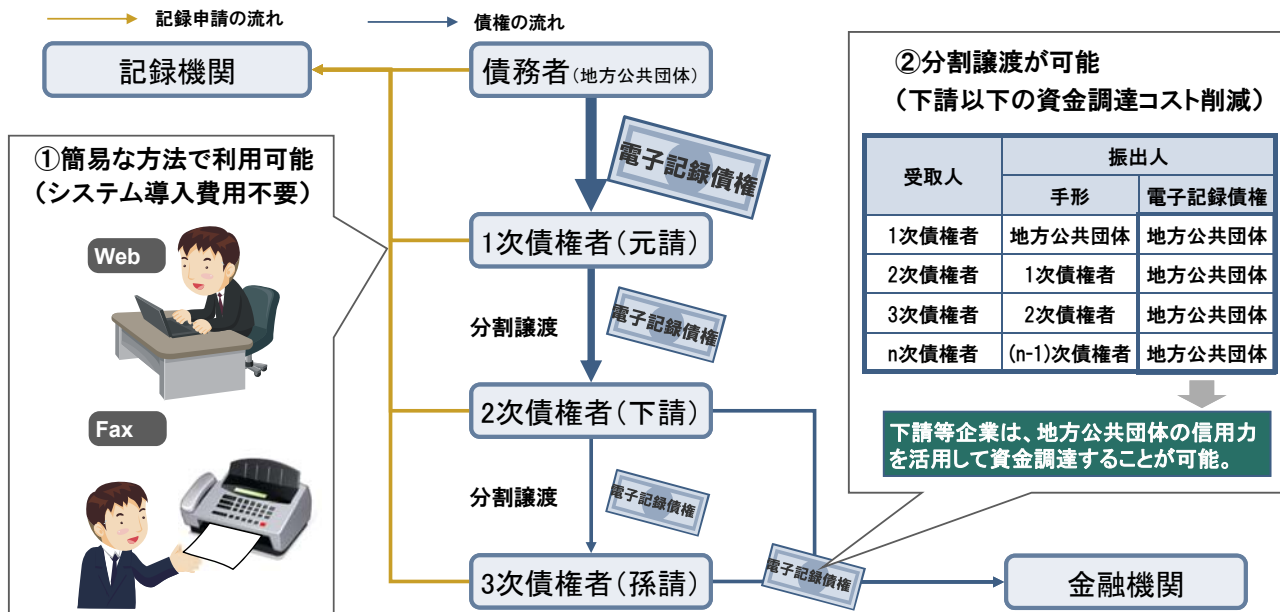 記録申請の流れ
債権の流れ
記録機関
債務者(地方公共団体)
①簡易な方法で利用可能
(システム導入費用不要)
Web
Fax
電子記録債権
1次債権者(元請)
分割譲渡
電子記録債権
2次債権者(下請)
分割譲渡
電子記録債権
3次債権者(孫請)
電子記録債権
金融機関
②分割譲渡が可能
(下請以下の資金調達コスト削減)
受取人 振出人
手形 電子記録債権
1次債権者 地方公共団体 地方公共団体
2次債権者 1次債権者 地方公共団体
3次債権者 2次債権者 地方公共団体
n次債権者 (n-1)次債権者 地方公共団体
下請等企業は、地方公共団体の信用力
を活用して資金調達することが可能。